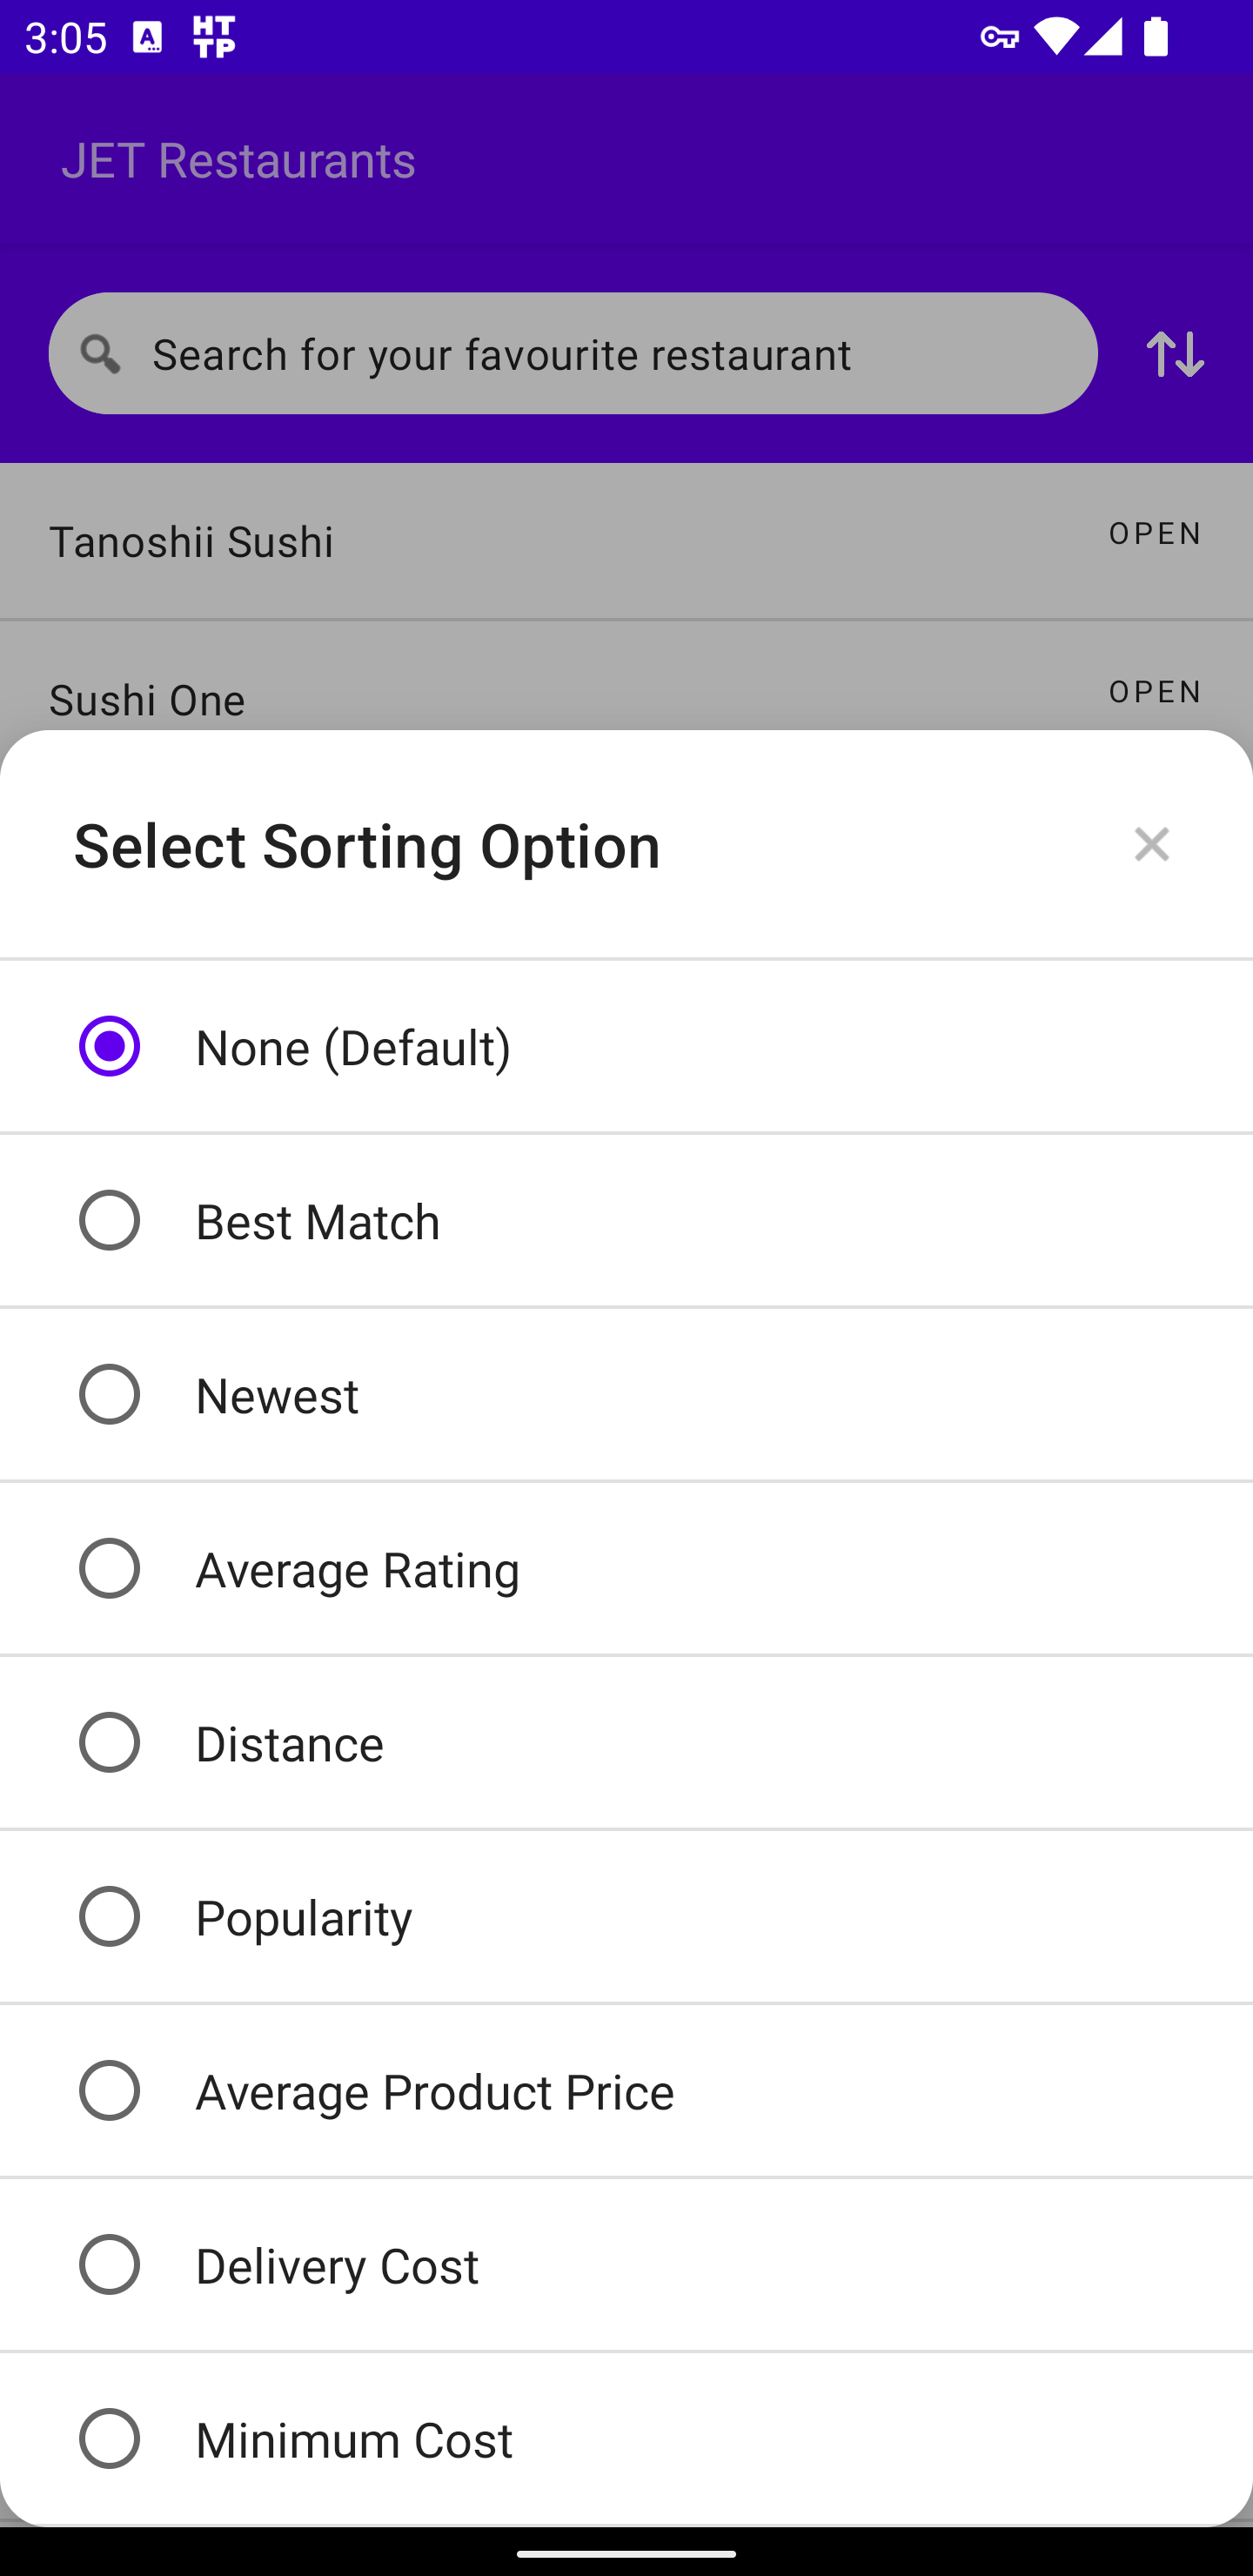 3:05 A HT
TP
JET Restaurants
Search for your favourite restaurant
Tanoshii Sushi OPEN
Sushi One OPEN
Select Sorting Option
None (Default)
Best Match
Newest
Average Rating
Distance
Popularity
Average Product Price
Delivery Cost
Minimum Cost